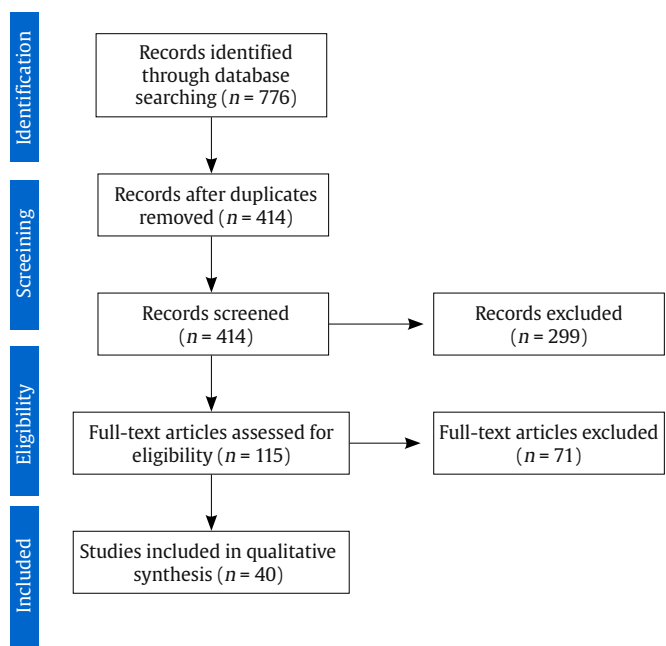 Identification
Records identified
through database
searching (n = 776)
Records after duplicates
removed (n = 414)
Screeining
Records screened
(n = 414)
Records excluded
(n = 299)
Eligibility
Full-text articles assessed for
eligibility (n = 115)
Full-text articles excluded
(n = 71)
Included
Studies included in qualitative
synthesis (n = 40)